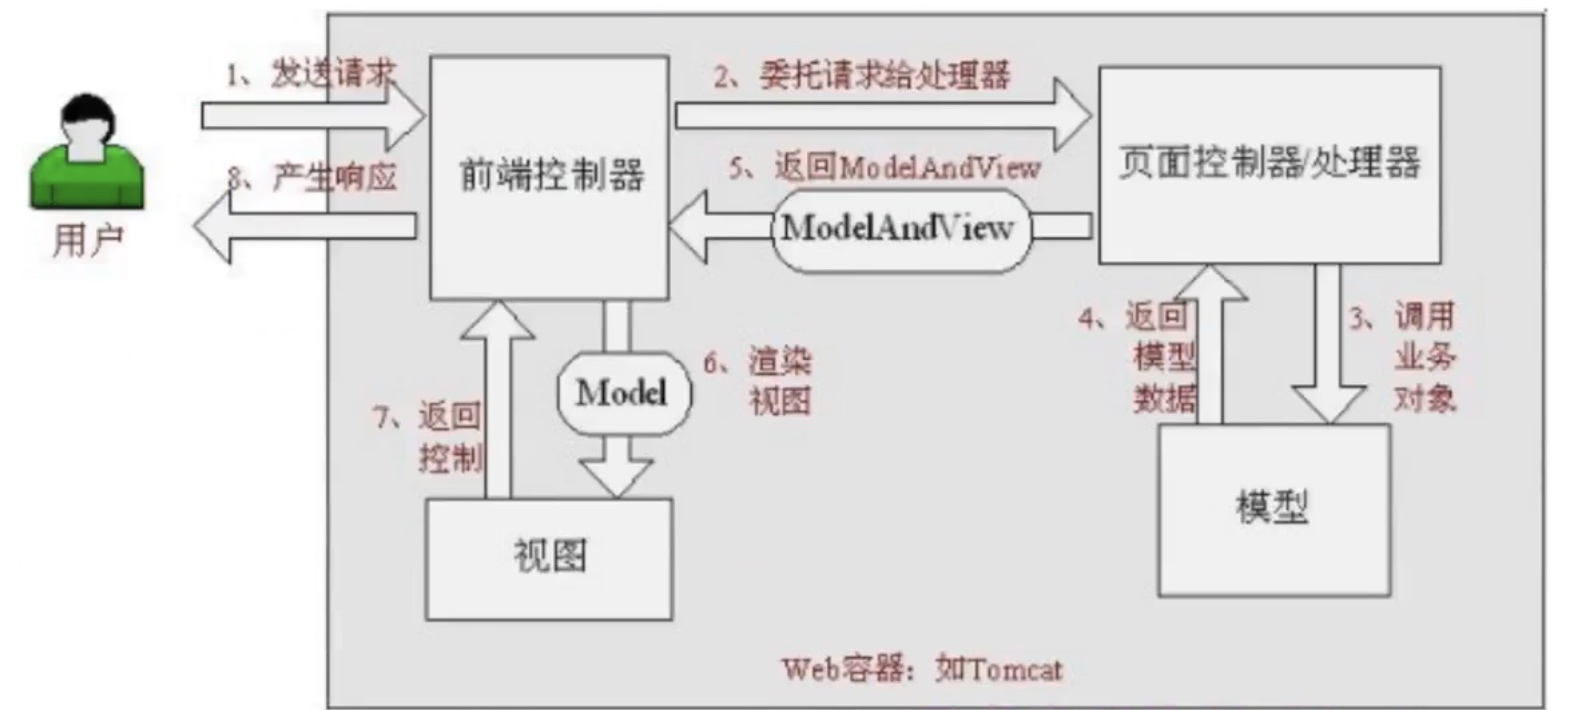 1、发送请求
2、委托请求给处理器
前端控制器
页面控制器/处理器
5、返回ModelAndView
ModelAndView
8、产生响应
用户
4、返回
模型
数据
3、调用
业务
对象
6、渲染
视图
Model
7、返回
控制
视图
模型
Web容器：如Tomcat